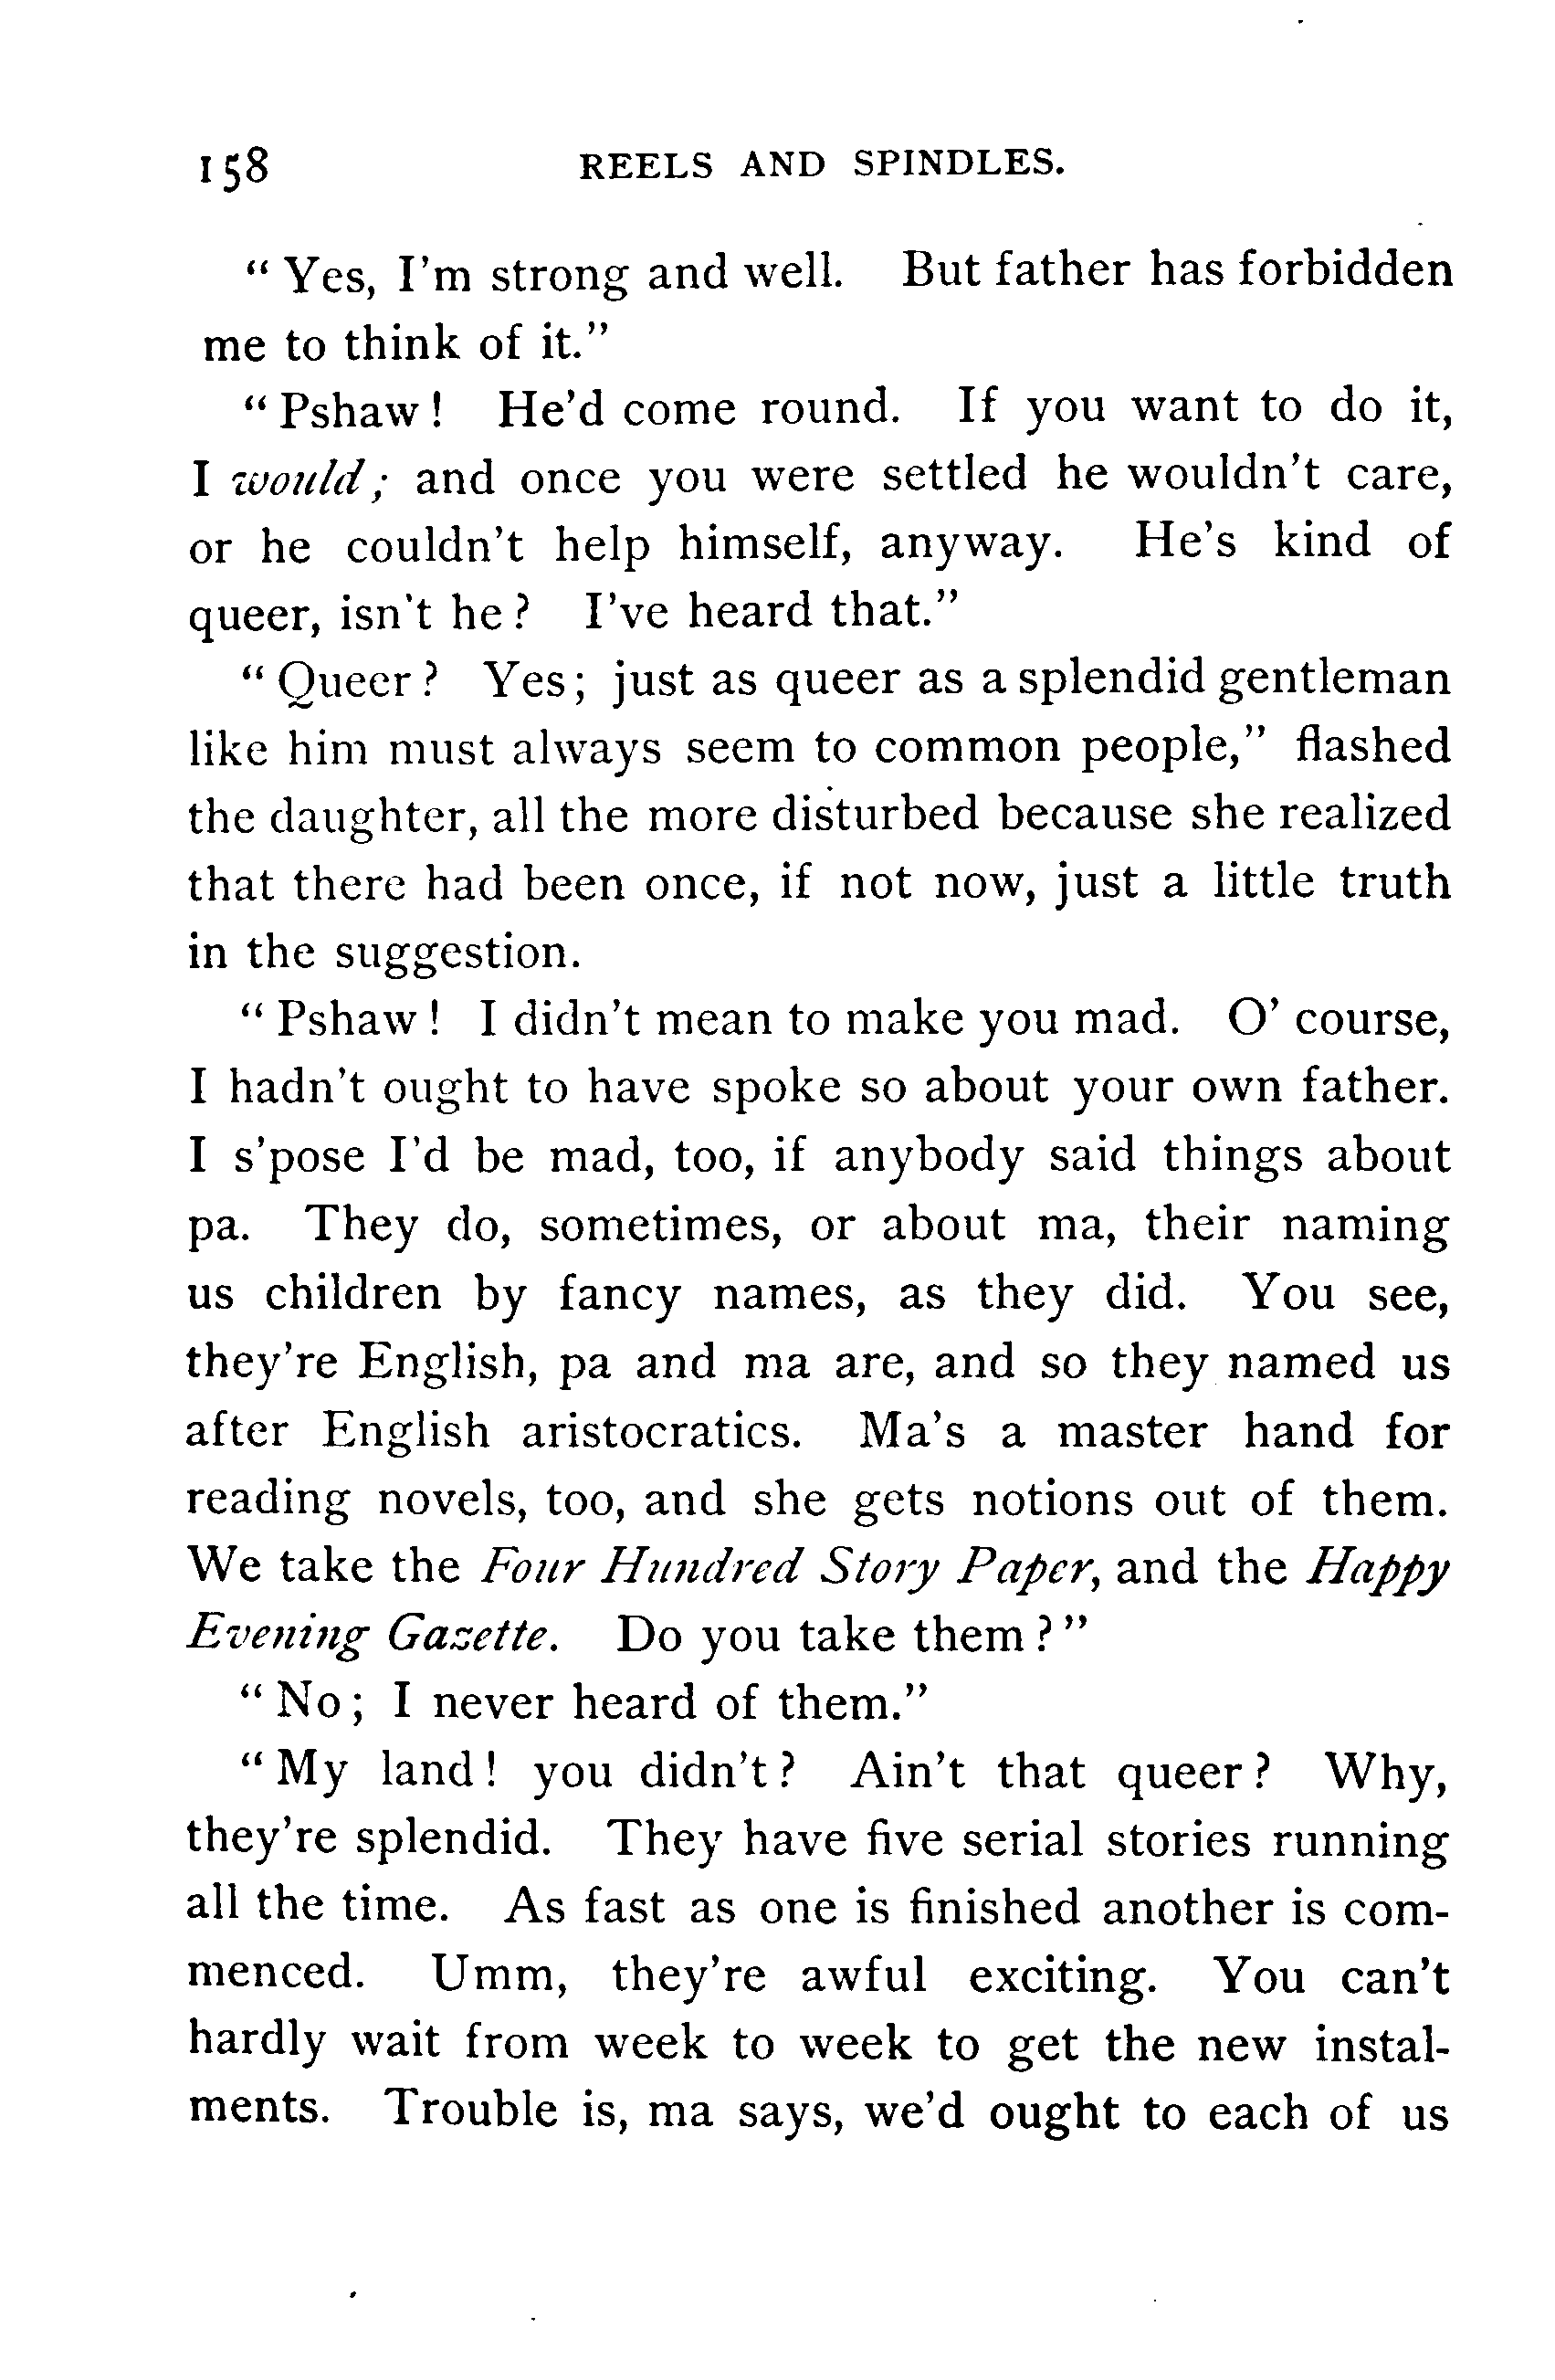 158 REELS AND SPINDLES.
“Yes, I’m strong and well. But father has forbidden
me to think of it.”
“Pshaw! He’d come round. If you want to do it,
I would; and once you were settled he wouldn’t care,
or he couldn’t help himself, anyway. He’s kind of
queer, isn’t he? I’ve heard that.”
“Queer? Yes; just as queer as a splendid gentleman
like him must always seem to common people,” flashed
the daughter, all the more disturbed because she realized
that there had been once, if not now, just a little truth
in the suggestion.
“Pshaw! I didn’t mean to make you mad. O’ course,
I hadn’t ought to have spoke so about your own father.
I s’pose I’d be mad, too, if anybody said things about
pa. They do, sometimes, or about ma, their naming
us children by fancy names, as they did. You see,
they’re English, pa and ma are, and so they named us
after English aristocratics. Ma’s a master hand for
reading novels, too, and she gets notions out of them.
We take the Four Hundred Story Paper, and the Happy
Evening Gazette. Do you take them?”
“No; I never heard of them.”
“My land! you didn’t? Ain’t that queer? Why,
they’re splendid. They have five serial stories running
all the time. As fast as one is finished another is com-
menced. Umm, they’re awful exciting. You can’t
hardly wait from week to week to get the new instal-
ments. Trouble is, ma says, we’d ought to each of us